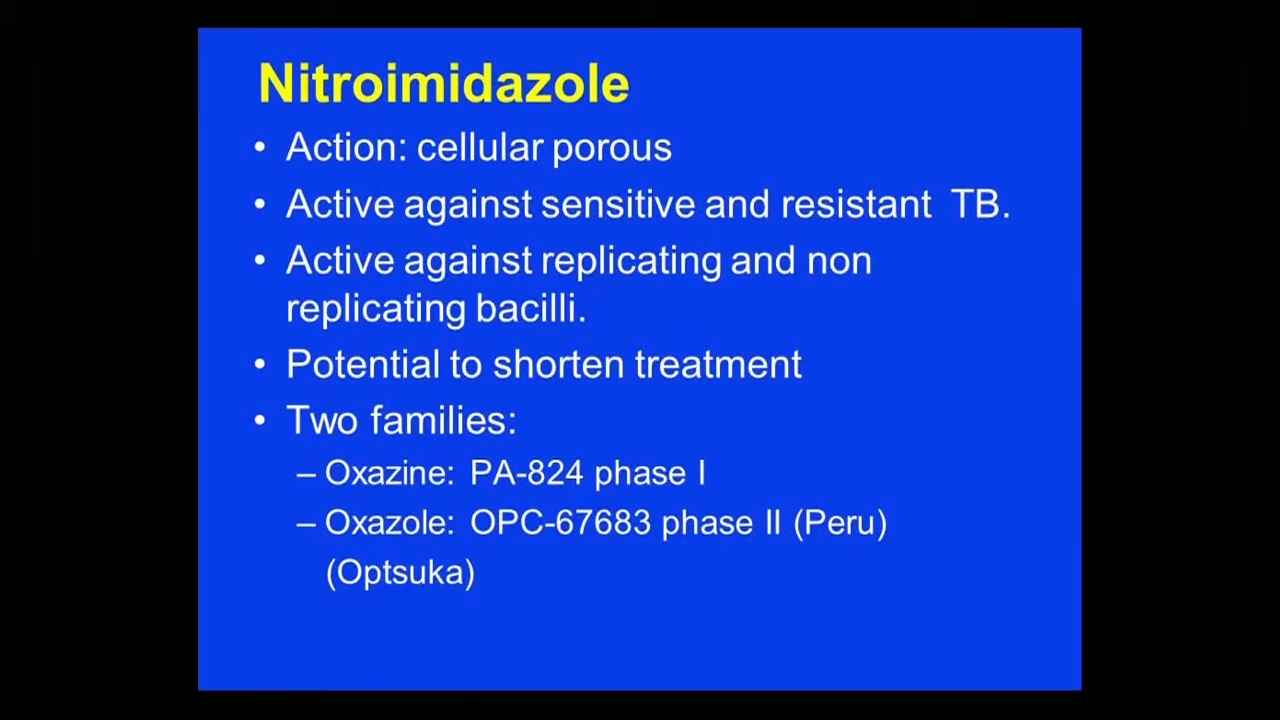 Nitroimidazole
• Action: cellular porous
• Active against sensitive and resistant TB.
• Active against replicating and non
replicating bacilli.
• Potential to shorten treatment
• Two families:
– Oxazine: PA-824 phase I
– Oxazole: OPC-67683 phase II (Peru)
(Optsuka)